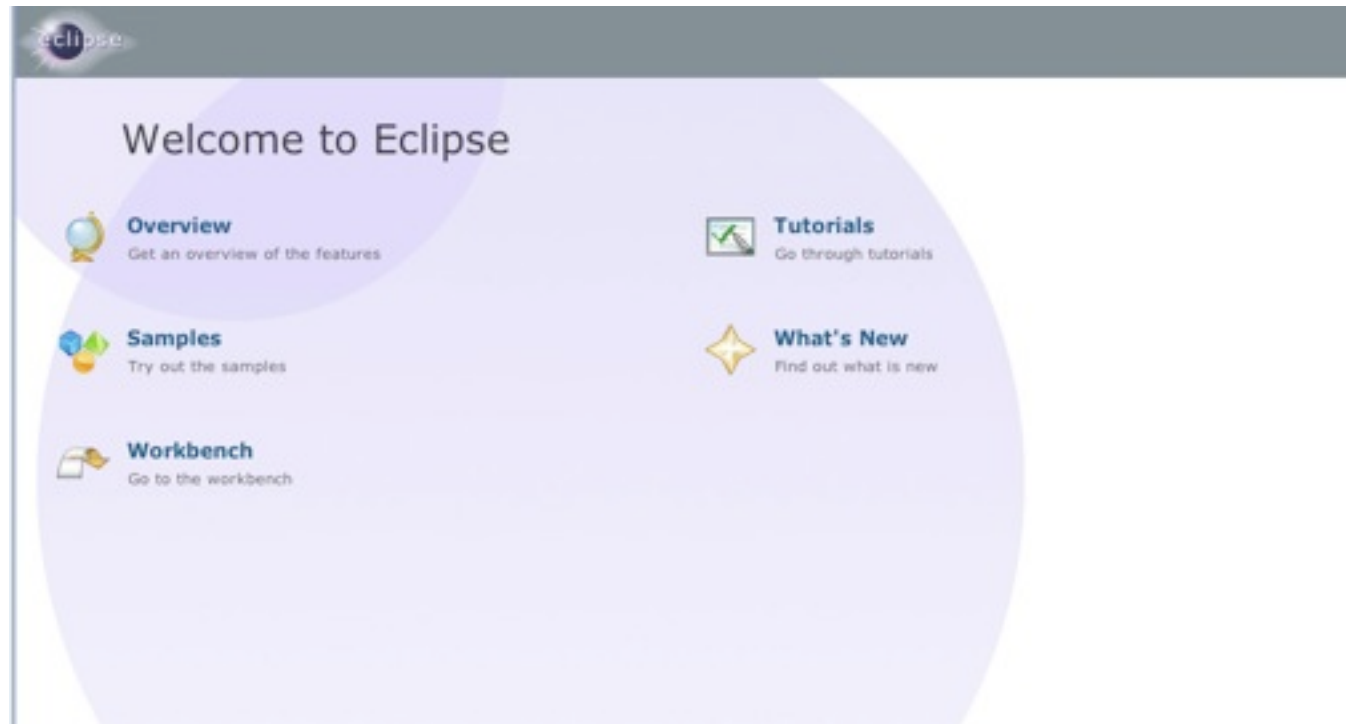 eclipse
Welcome to Eclipse
Overview
Get an overview of the features
Tutorials
Go through tutorials
Samples
Try out the samples
What's New
Find out what is new
Workbench
Go to the workbench